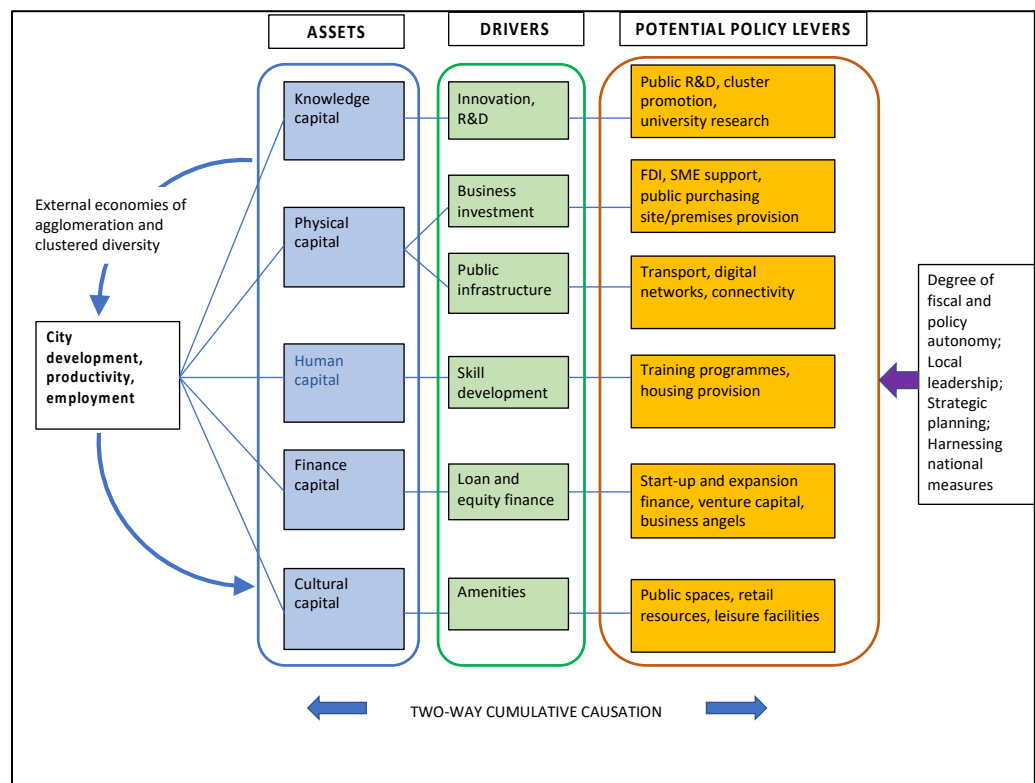 ASSETS
DRIVERS
POTENTIAL POLICY LEVERS
Knowledge
capital
Innovation,
R&D
Public R&D, cluster
promotion,
university research
External economies of
agglomeration and
clustered diversity
Physical
capital
Business
investment
FDI, SME support,
public purchasing
site/premises provision
Public
infrastructure
Transport, digital
networks, connectivity
City
development,
productivity,
employment
Human
capital
Skill
development
Training programmes,
housing provision
Degree of
fiscal and
policy
autonomy;
Local
leadership;
Strategic
planning;
Harnessing
national
measures
Finance
capital
Loan and
equity finance
Start-up and expansion
finance, venture capital,
business angels
Cultural
capital
Amenities
Public spaces, retail
resources, leisure facilities
TWO-WAY CUMULATIVE CAUSATION